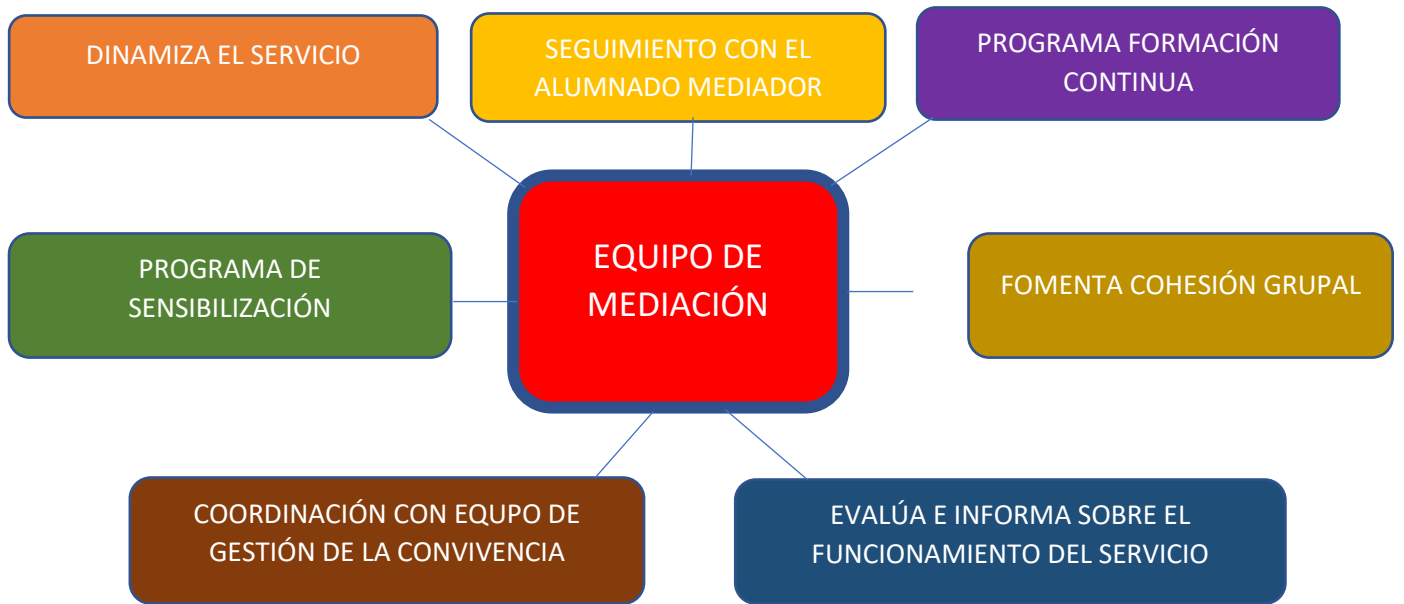 DINAMIZA EL SERVICIO
SEGUIMIENTO CON EL
ALUMNADO MEDIADOR
PROGRAMA FORMACIÓN
CONTINUA
PROGRAMA DE
SENSIBILIZACIÓN
EQUIPO DE
MEDIACIÓN
FOMENTA COHESIÓN GRUPAL
COORDINACIÓN CON EQUPO DE
GESTIÓN DE LA CONVIVENCIA
EVALÚA E INFORMA SOBRE EL
FUNCIONAMIENTO DEL SERVICIO